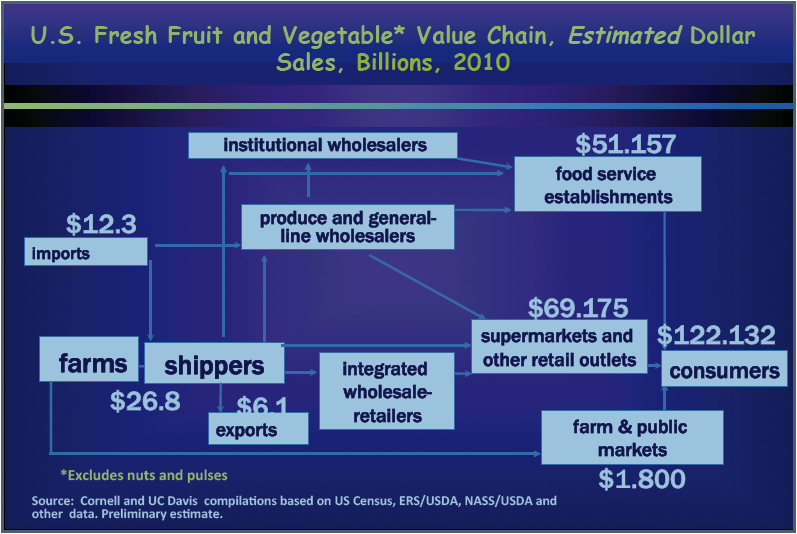 U.S. Fresh Fruit and Vegetable* Value Chain, Estimated Dollar
Sales, Billions, 2010
institutional wholesalers
$51.157
food service
establishments
produce and general-
line wholesalers
$12.3
imports
$69.175
supermarkets and
other retail outlets
$122.132
consumers
farms
shippers
integrated
wholesale-
retailers
$26.8
$6.1
exports
farm & public
markets
$1.800
*Excludes nuts and pulses
Source: Cornell and UC Davis compilations based on US Census, ERS/USDA, NASS/USDA and
other data. Preliminary estimate.